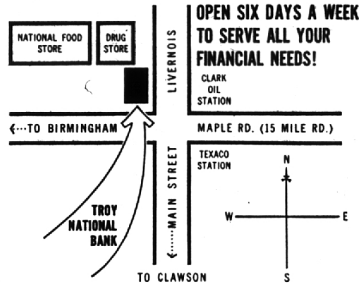 OPEN SIX DAYS A WEEK
TO SERVE ALL YOUR
FINANCIAL NEEDS!
NATIONAL FOOD
STORE
DRUG
STORE
LIVERNOIS
CLARK
OIL
STATION
<····TO BIRMINGHAM
MAPLE RD. (15 MILE RD.)
TEXACO
STATION
MAIN STREET
<·····
TROY
NATIONAL
BANK
N
W
E
S
TO CLAWSON